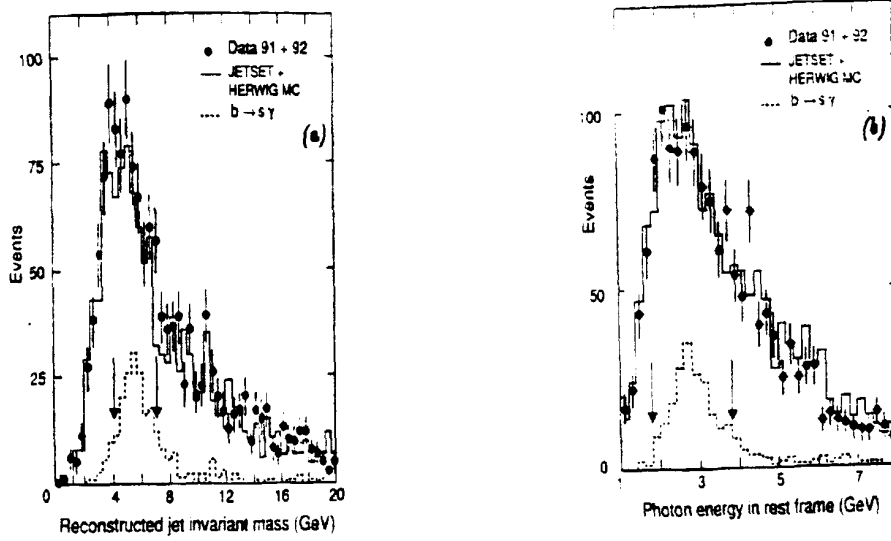 100
75
50
25
0
4
8
12
16
20
Events
Reconstructed jet invariant mass (GeV)
Data 91 + 92
JETSET +
HERWIG MC
b → s γ
(a)
100
50
0
1
3
5
7
Events
Photon energy in rest frame (GeV)
Data 91 + 92
JETSET +
HERWIG MC
b → s γ
(b)